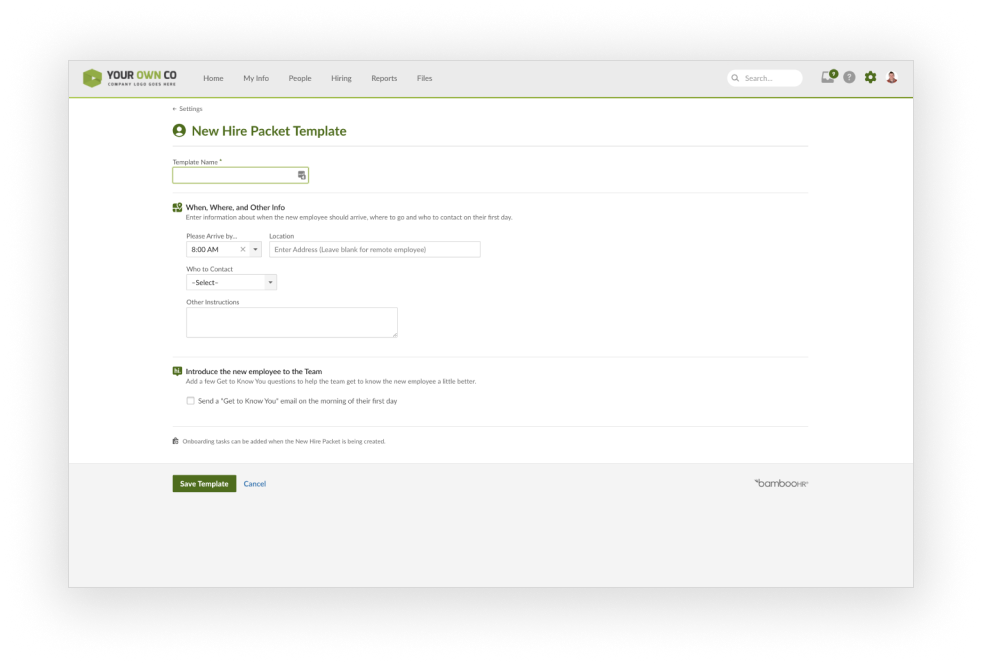 YOUR OWN CO
COMPANY LOGO GOES HERE
Home My Info People Hiring Reports Files
Search...
?
← Settings
New Hire Packet Template
Template Name *
When, Where, and Other Info
Enter information about when the new employee should arrive, where to go and who to contact on their first day.
Please Arrive by... Location
8:00 AM × Enter Address (Leave blank for remote employee)
Who to Contact
–Select–
Other Instructions
Introduce the new employee to the Team
Add a few Get to Know You questions to help the team get to know the new employee a little better.
Send a "Get to Know You" email on the morning of their first day
Onboarding tasks can be added when the New Hire Packet is being created.
Save Template Cancel
bambooHR®